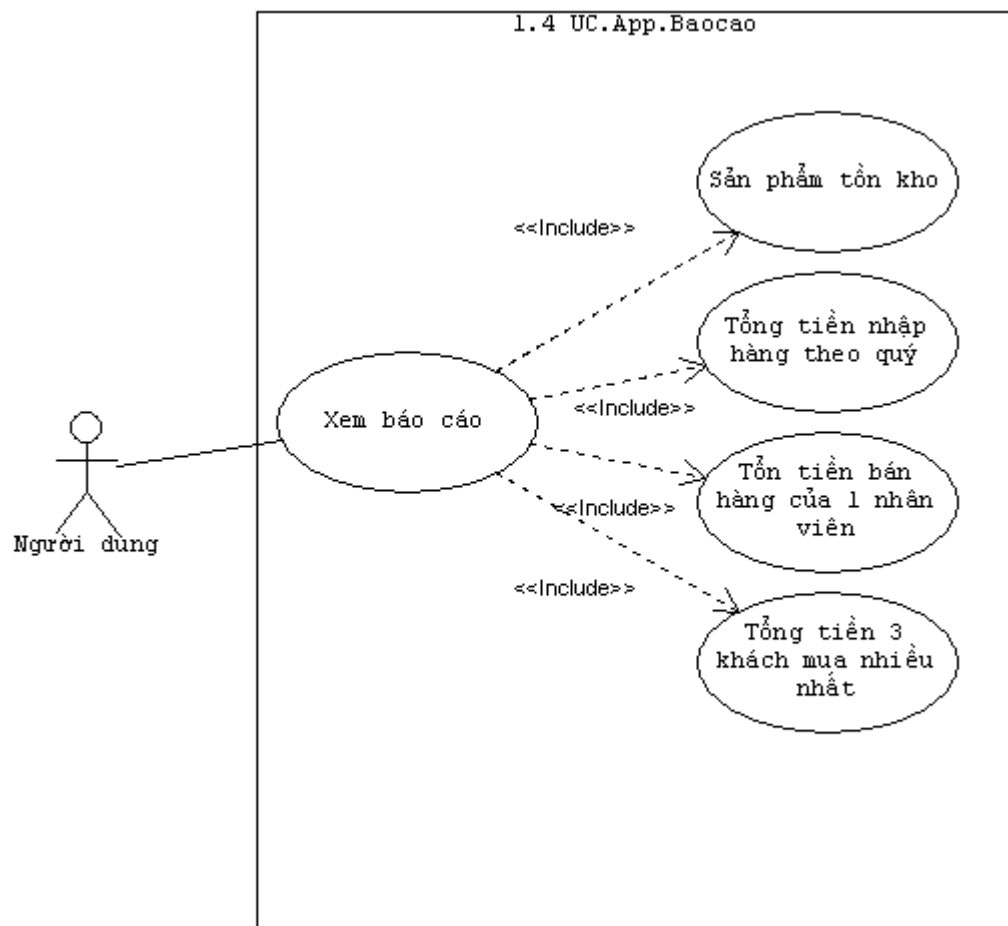 1.4 UC.App.Baocao
Sản phẩm tồn kho
<<Include>>
Tổng tiền nhập
hàng theo quý
<<Include>>
Xem báo cáo
Người dùng
Tổn tiền bán
hàng của 1 nhân
viên
<<Include>>
<<Include>>
Tổng tiền 3
khách mua nhiều
nhất